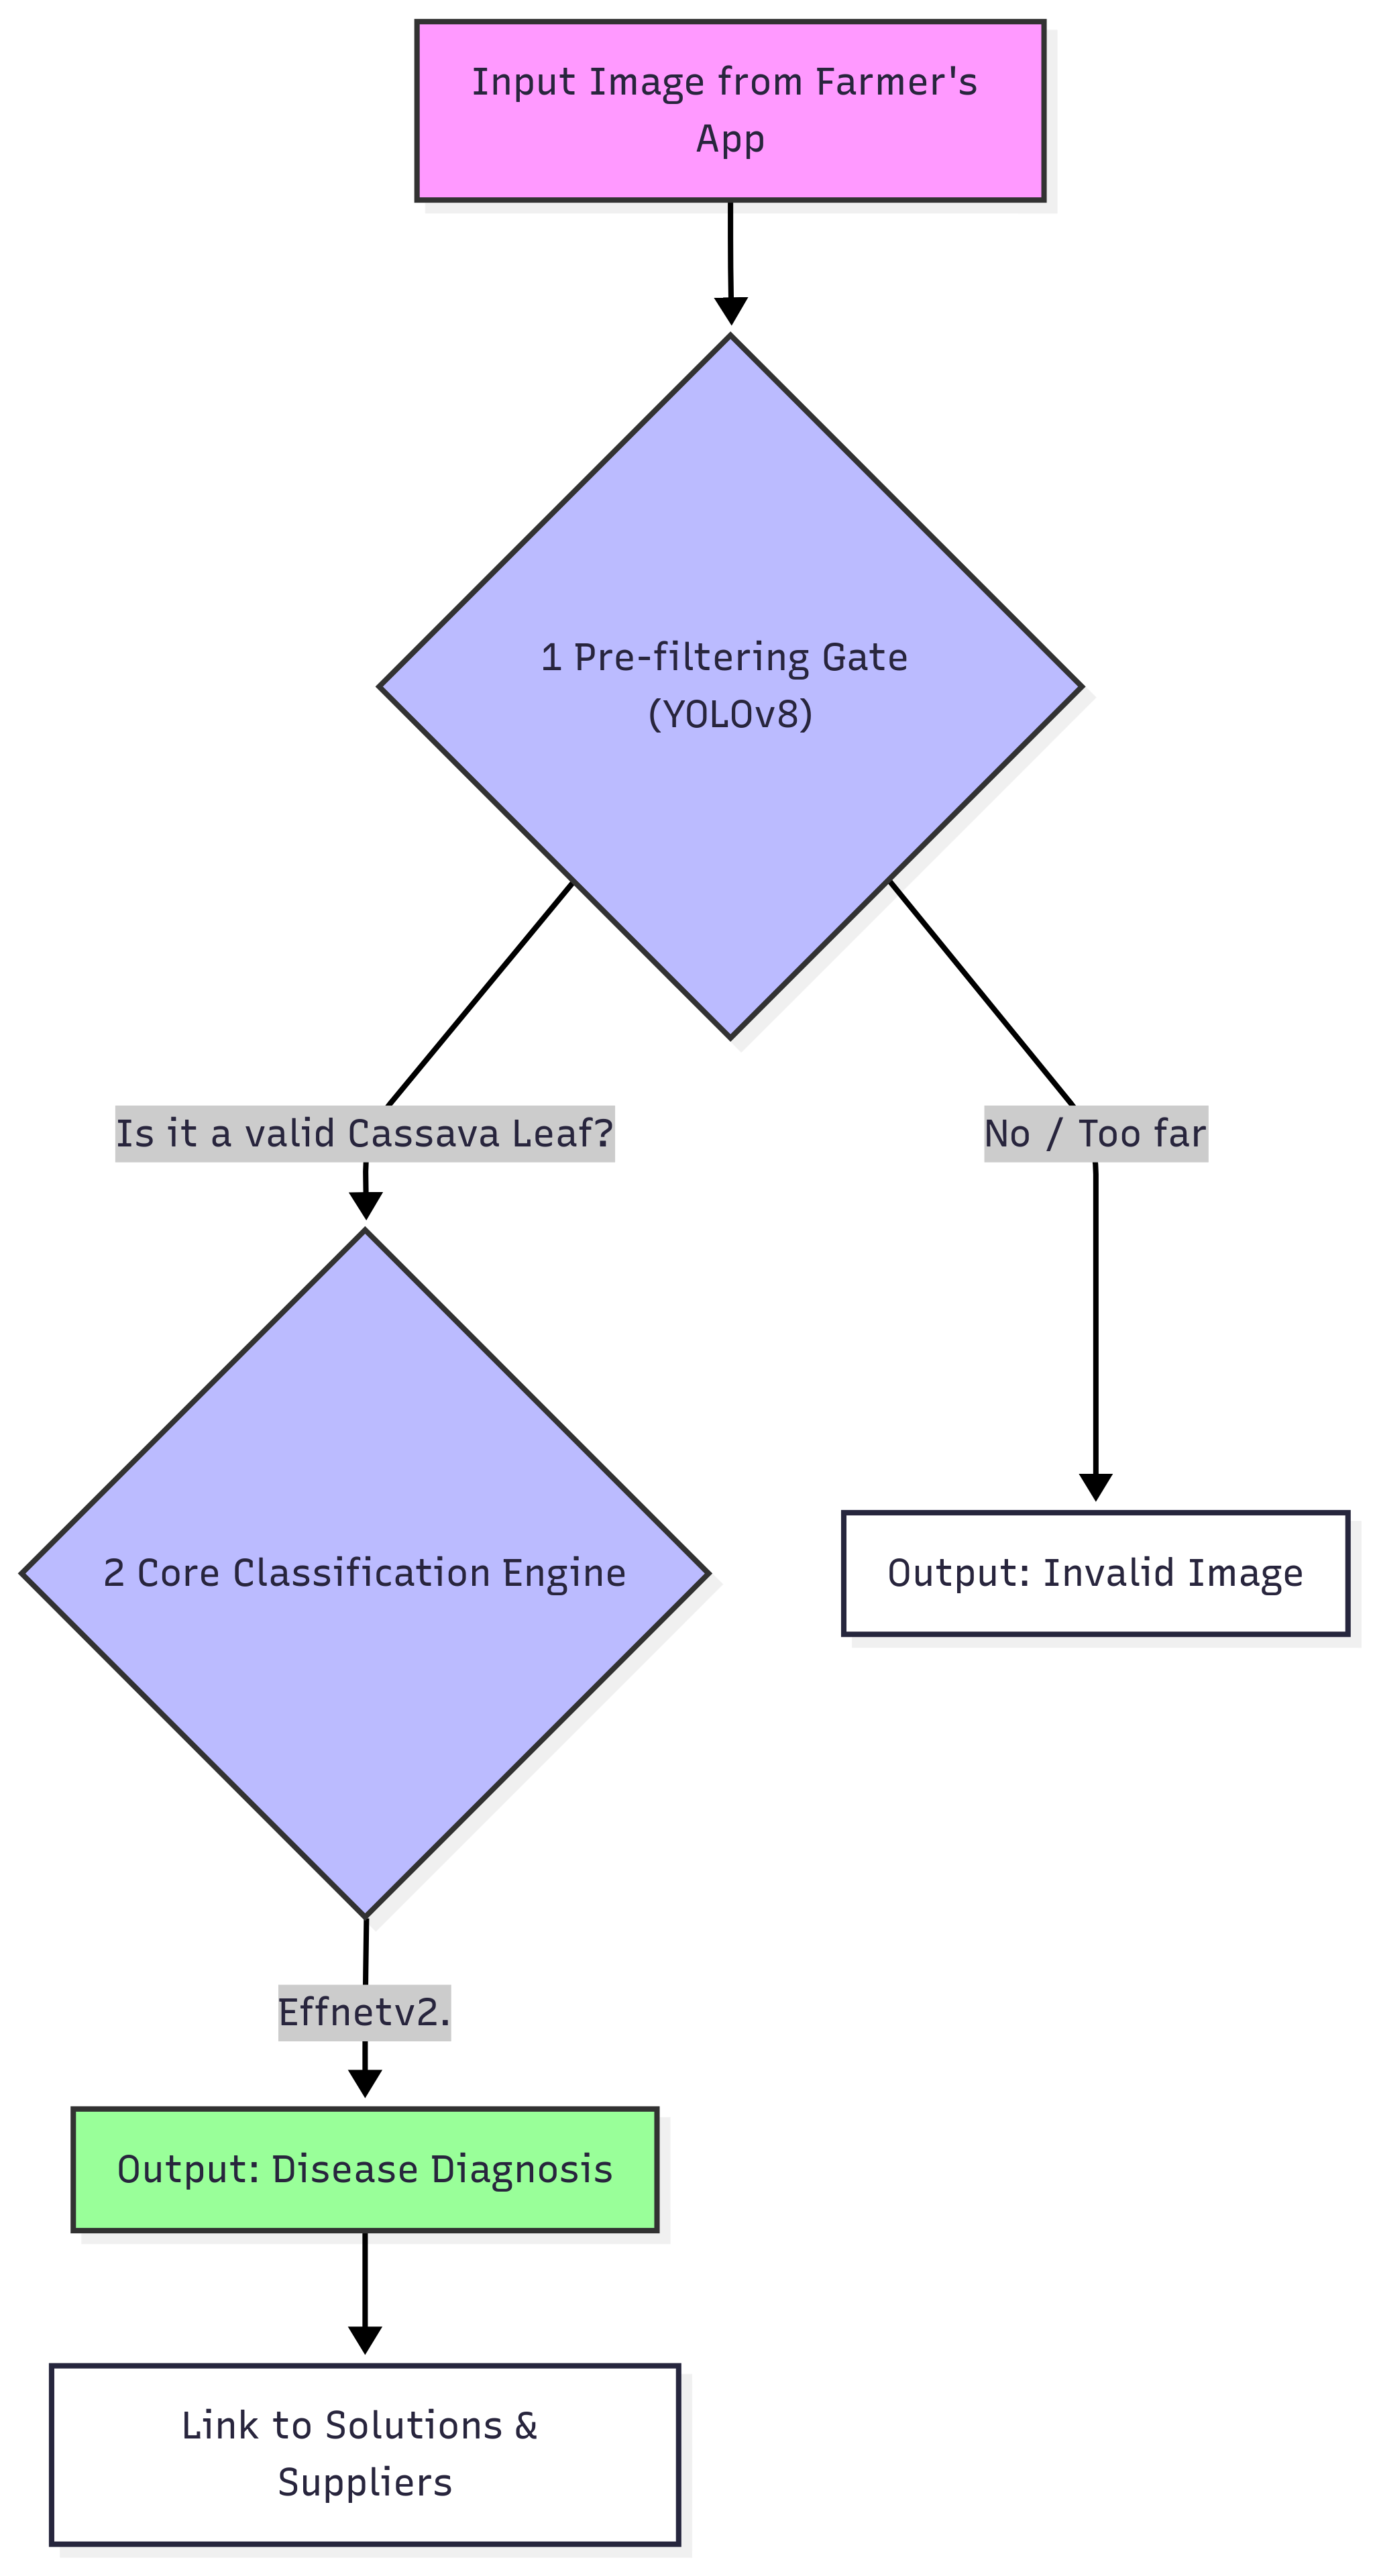 Input Image from Farmer's
App
1 Pre-filtering Gate
(YOLOv8)
Is it a valid Cassava Leaf?
No / Too far
2 Core Classification Engine
Output: Invalid Image
Effnetv2.
Output: Disease Diagnosis
Link to Solutions &
Suppliers